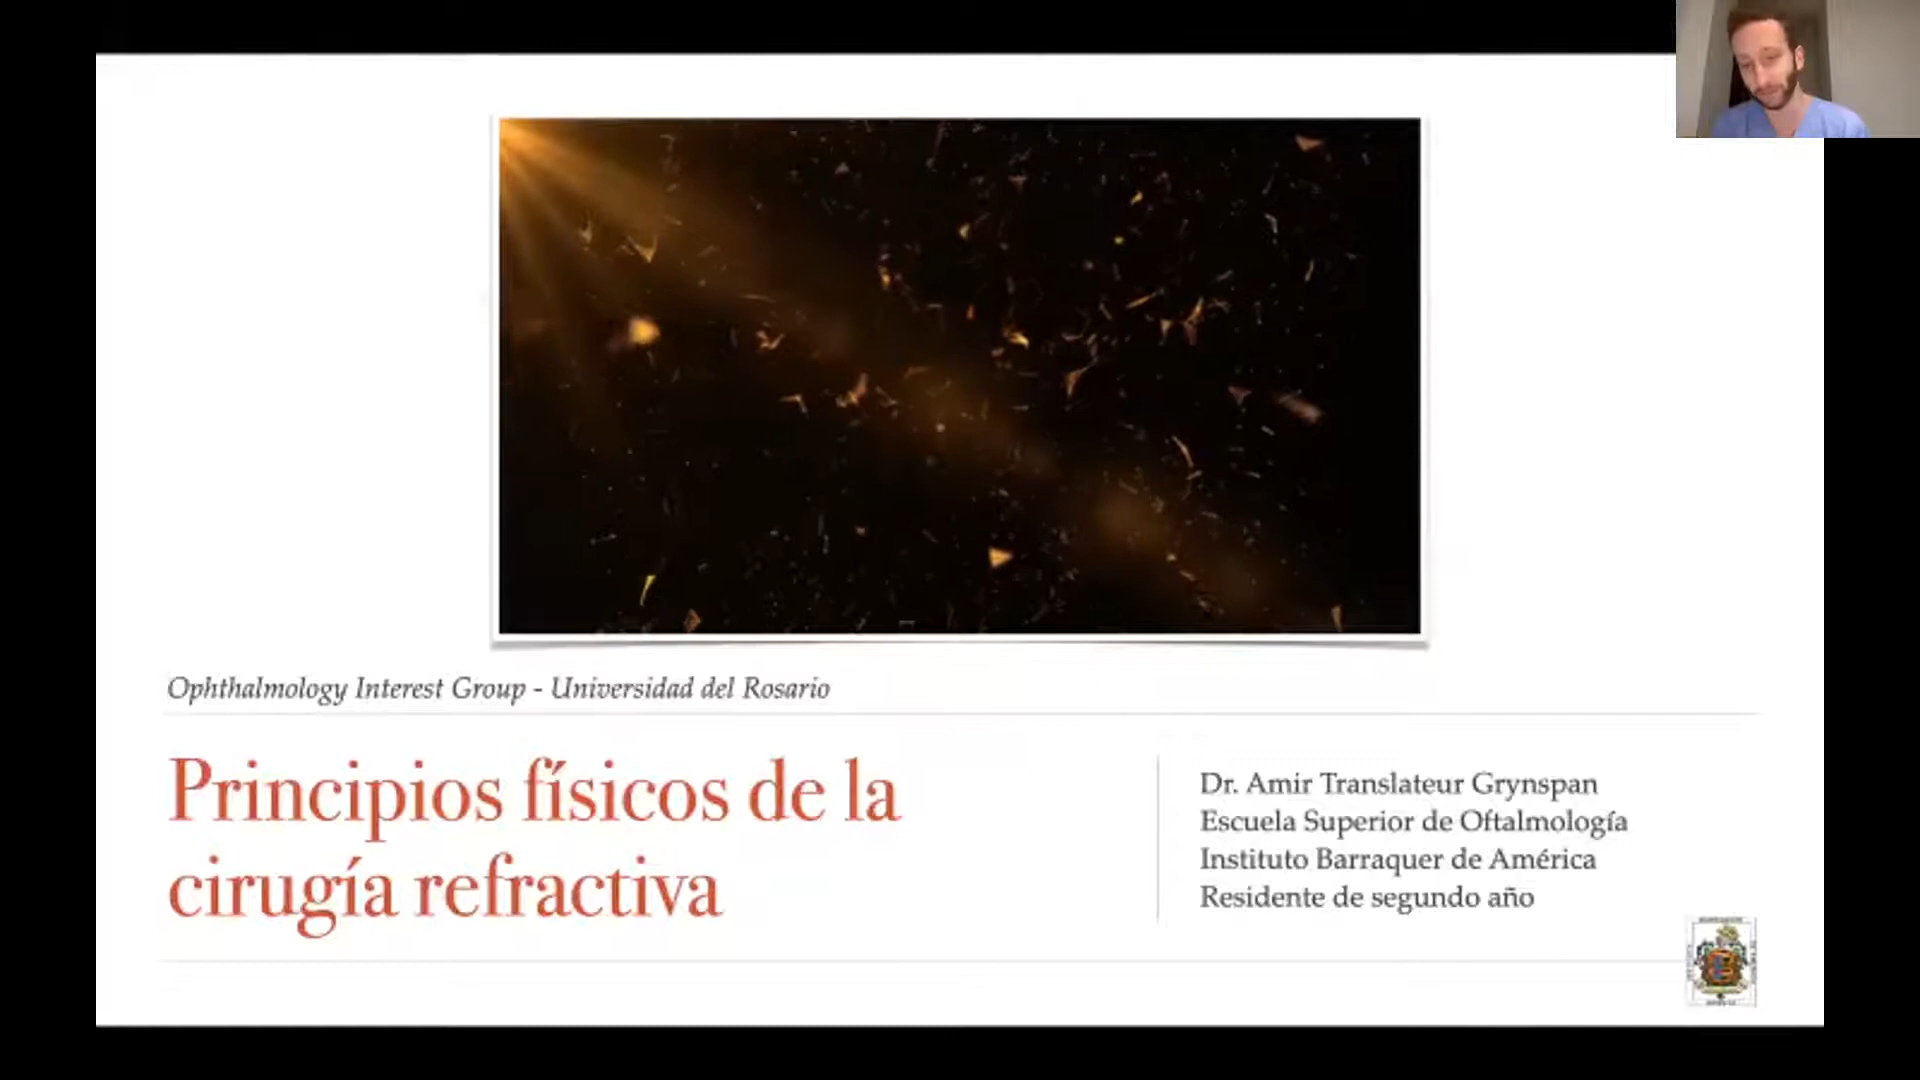 Ophthalmology Interest Group - Universidad del Rosario
Principios físicos de la
cirugía refractiva
Dr. Amir Translateur Grynspan
Escuela Superior de Oftalmología
Instituto Barraquer de América
Residente de segundo año